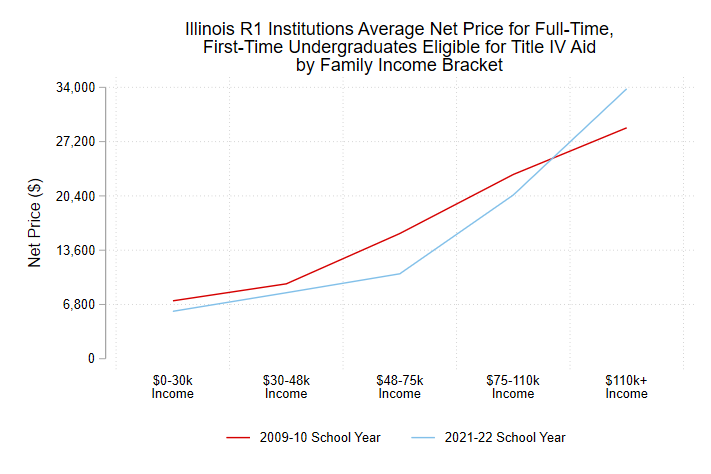 Illinois R1 Institutions Average Net Price for Full-Time,
First-Time Undergraduates Eligible for Title IV Aid
by Family Income Bracket
Net Price ($)
34,000
27,200
20,400
13,600
6,800
0
$0-30k
Income
$30-48k
Income
$48-75k
Income
$75-110k
Income
$110k+
Income
2009-10 School Year
2021-22 School Year